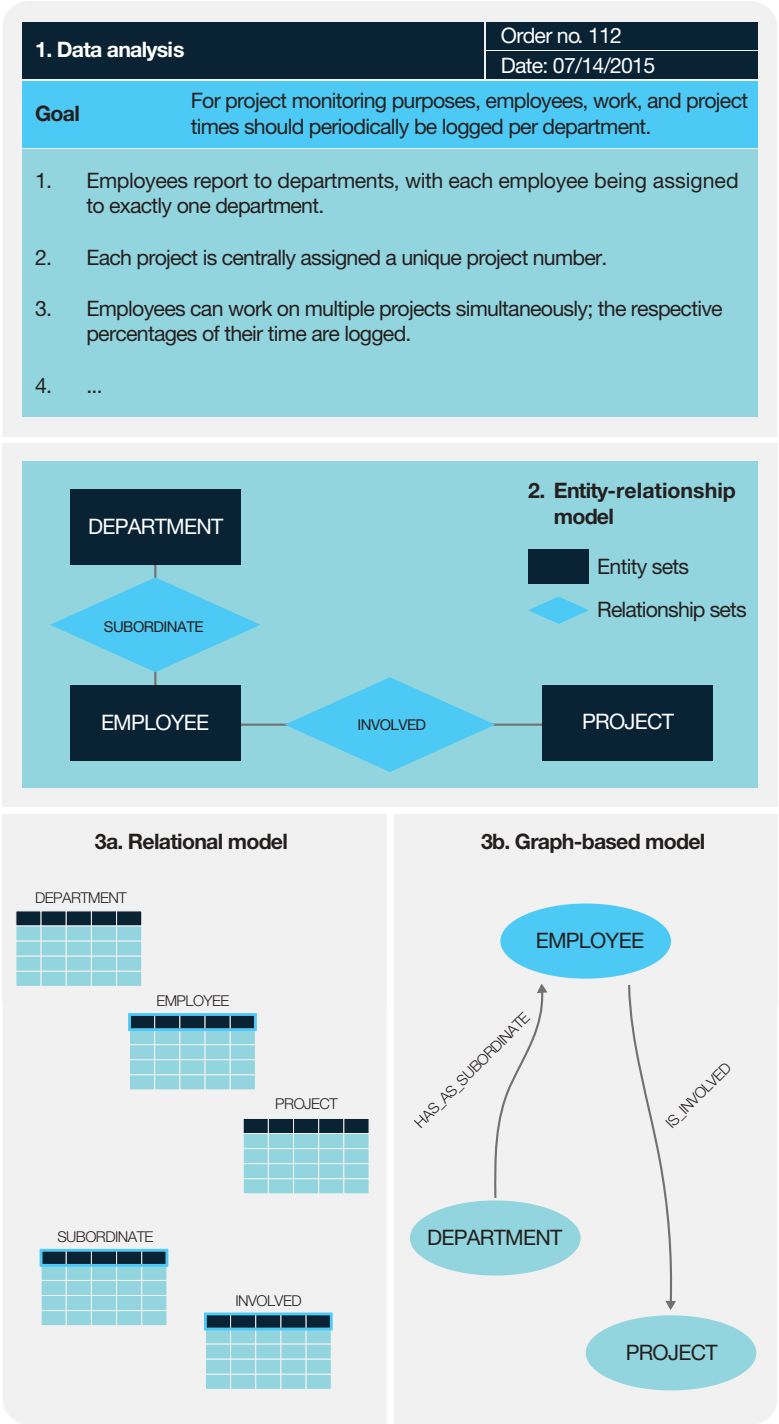 1. Data analysis
Order no. 112
Date: 07/14/2015
Goal
For project monitoring purposes, employees, work, and project
times should periodically be logged per department.
1. Employees report to departments, with each employee being assigned
to exactly one department.
2. Each project is centrally assigned a unique project number.
3. Employees can work on multiple projects simultaneously; the respective
percentages of their time are logged.
4. ...
2. Entity-relationship
model
Entity sets
Relationship sets
DEPARTMENT
SUBORDINATE
EMPLOYEE
INVOLVED
PROJECT
3a. Relational model
DEPARTMENT
EMPLOYEE
PROJECT
SUBORDINATE
INVOLVED
3b. Graph-based model
EMPLOYEE
HAS_AS_SUBORDINATE
IS_INVOLVED
DEPARTMENT
PROJECT